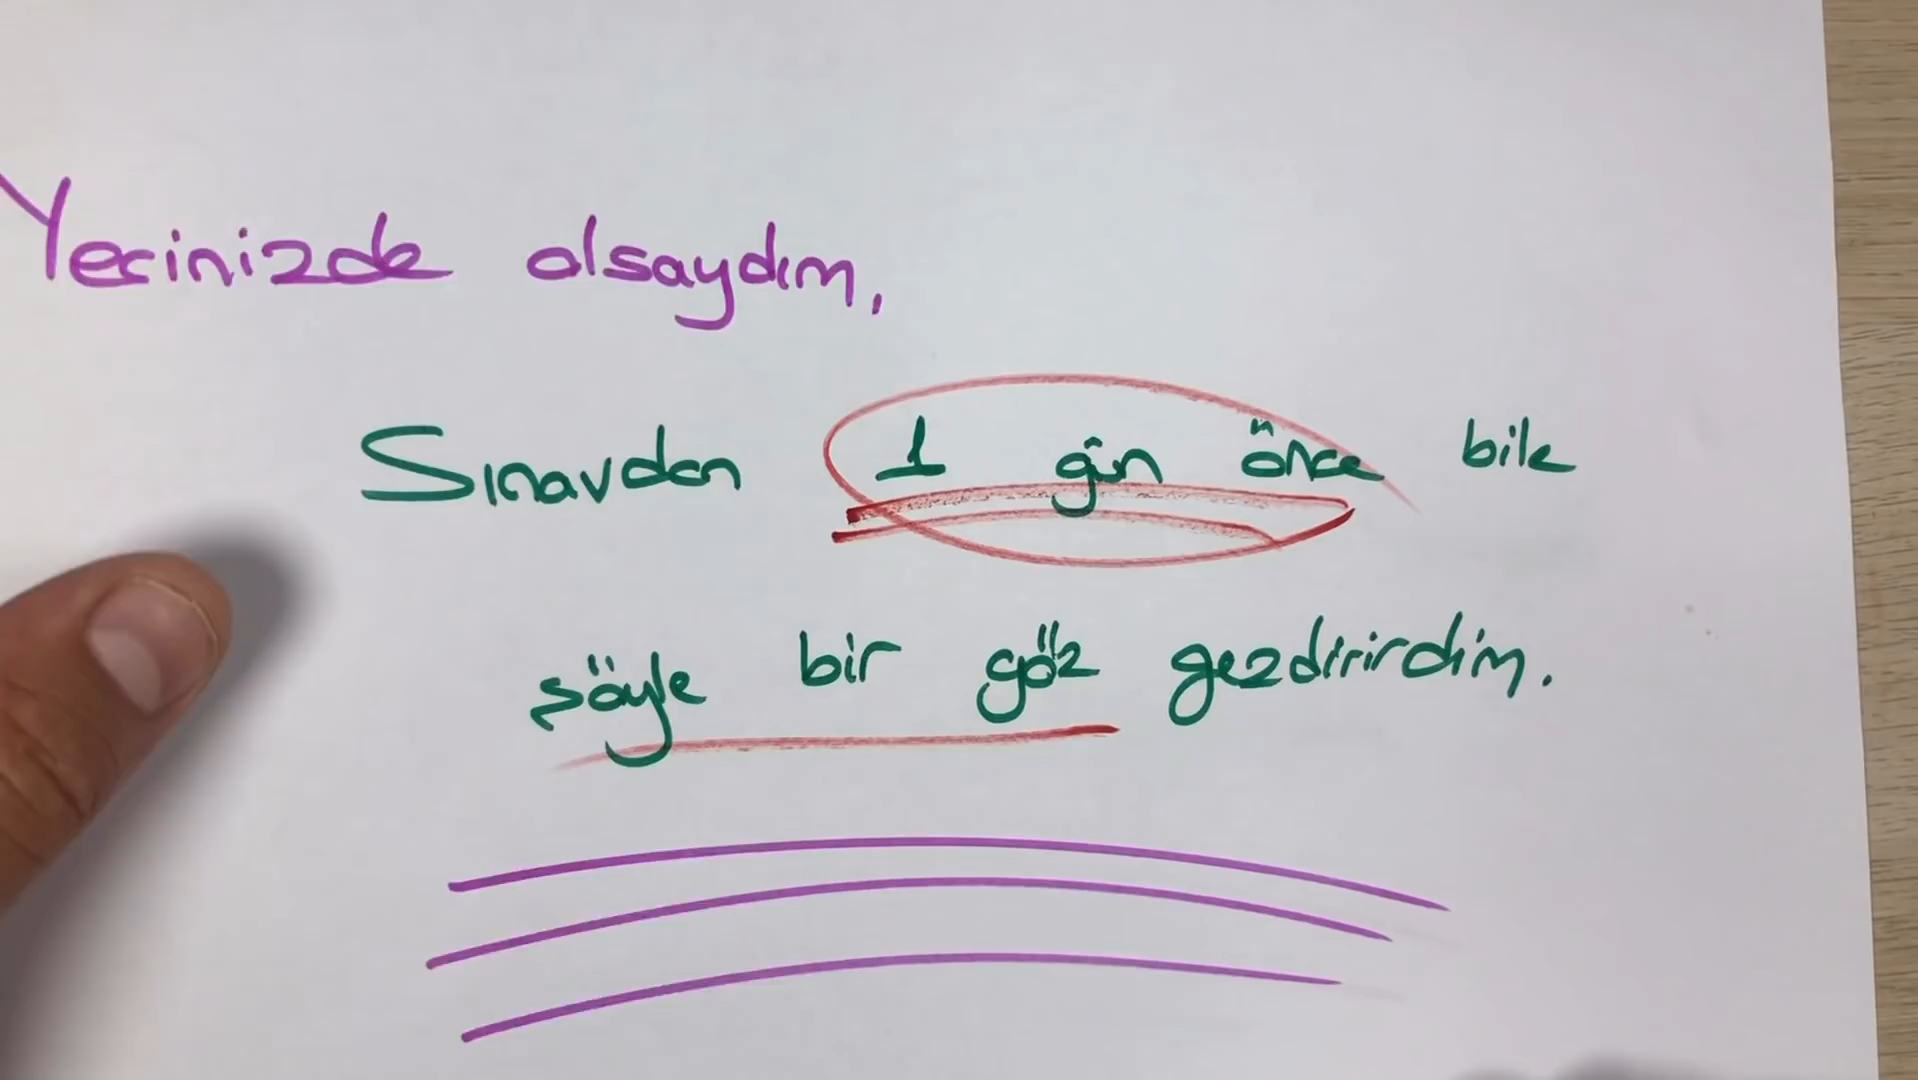 Yerinizde olsaydım,
Sınavdan 1 gün önce bile
şöyle bir göz gezdirirdim.